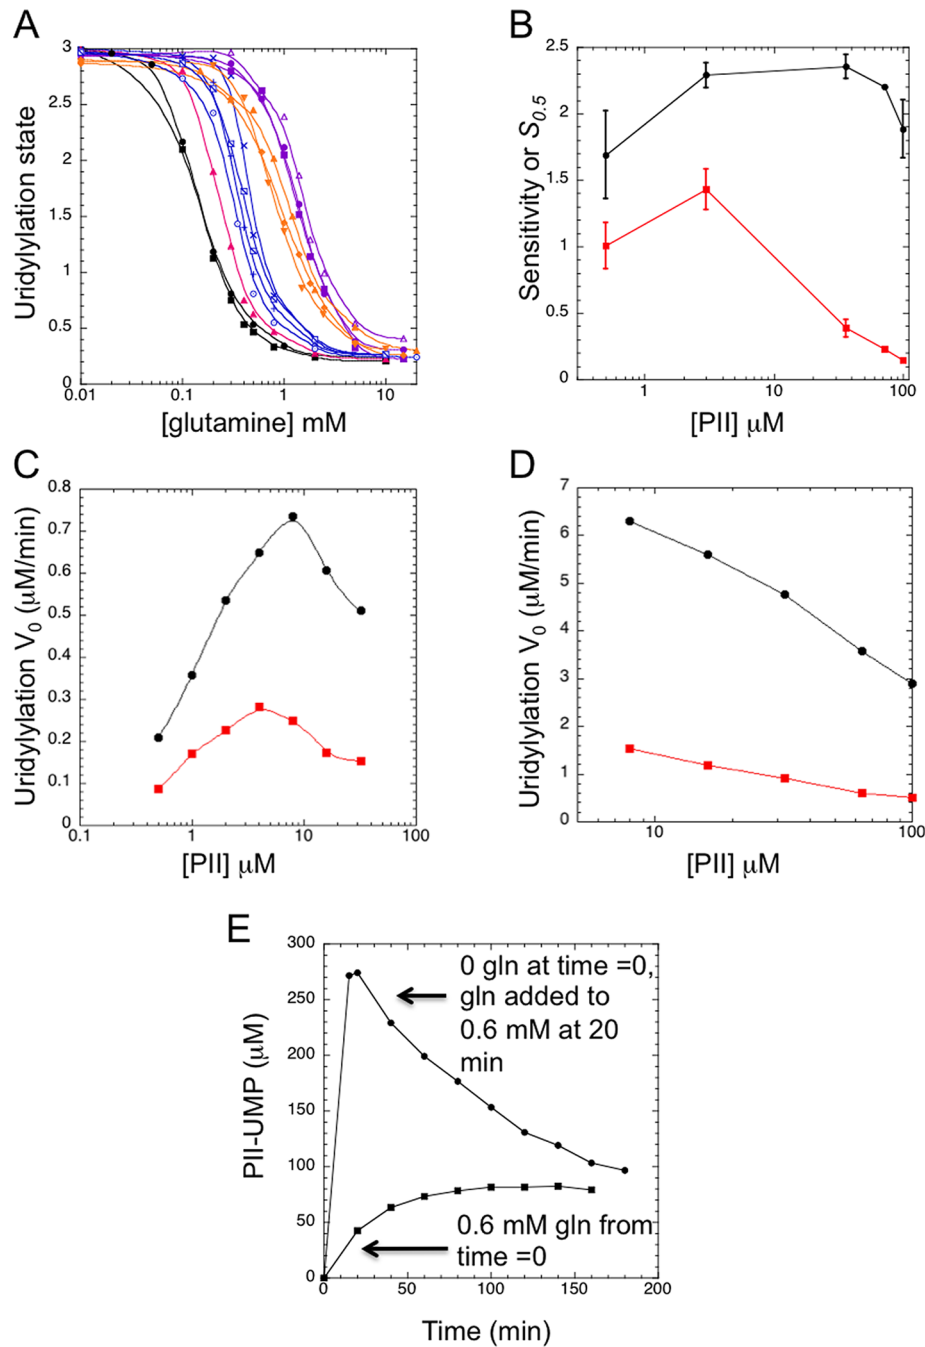 A
3
2.5
2
1.5
1
0.5
0
Uridylylation state
0.01 0.1 1 10
[glutamine] mM
B
2.5
2
1.5
1
0.5
0
Sensitivity or S0.5
1 10 100
[PII] μM
C
0.8
0.7
0.6
0.5
0.4
0.3
0.2
0.1
0
Uridylylation V0 (μM/min)
0.1 1 10 100
[PII] μM
D
7
6
5
4
3
2
1
0
Uridylylation V0 (μM/min)
10 100
[PII] μM
E
300
250
200
150
100
50
0
PII-UMP (μM)
0 gln at time =0,
gln added to
0.6 mM at 20
min
0.6 mM gln from
time =0
0 50 100 150 200
Time (min)